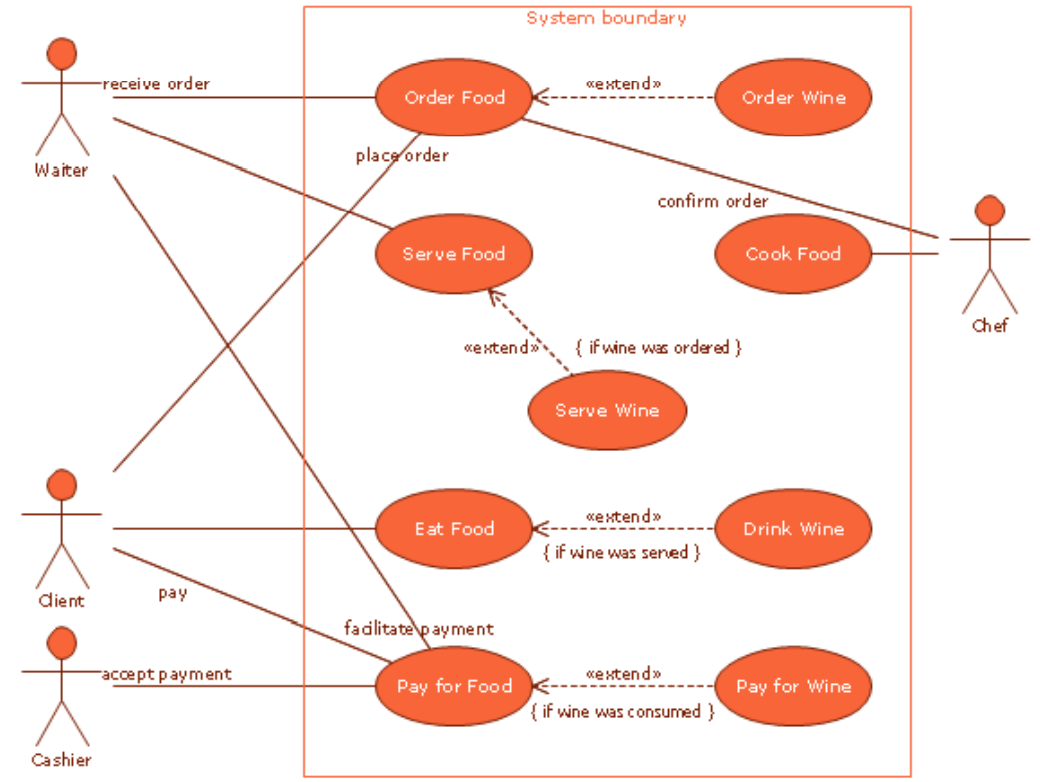 System boundary
receive order
Order Food
«extend»
Order Wine
Waiter
place order
confirm order
Serve Food
Cook Food
Chef
«extend»
{ if wine was ordered }
Serve Wine
Eat Food
«extend»
{ if wine was served }
Drink Wine
Client
pay
facilitate payment
accept payment
Pay for Food
«extend»
{ if wine was consumed }
Pay for Wine
Cashier